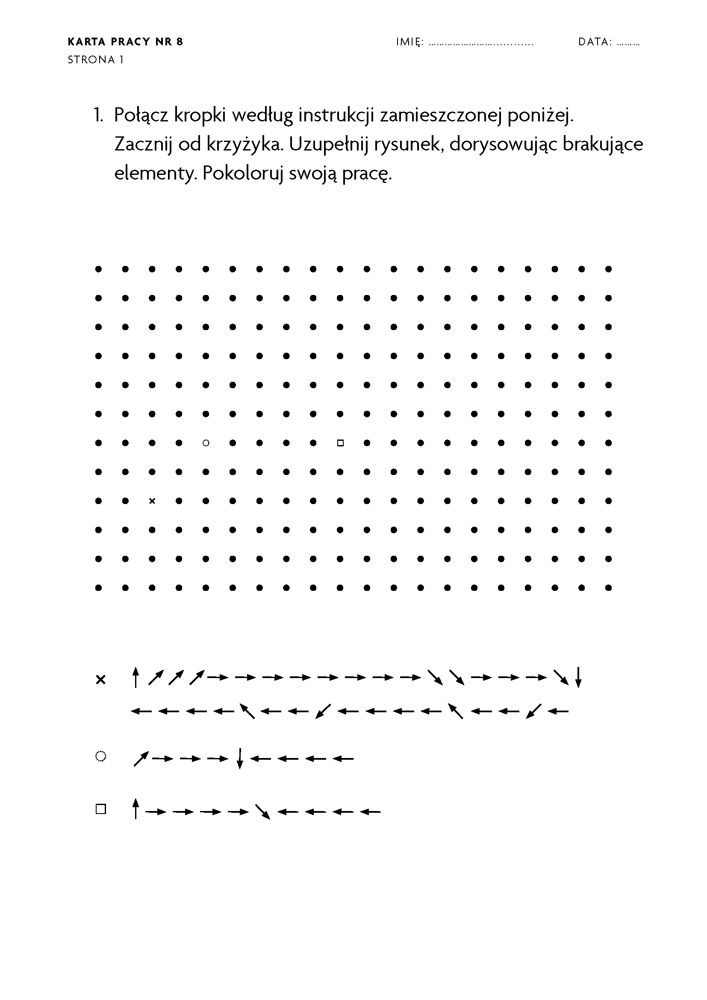 KARTA PRACY NR 8 IMIĘ: .................................. DATA: .........
STRONA 1
1. Połącz kropki według instrukcji zamieszczonej poniżej.
Zacznij od krzyżyka. Uzupełnij rysunek, dorysowując brakujące
elementy. Pokoloruj swoją pracę.